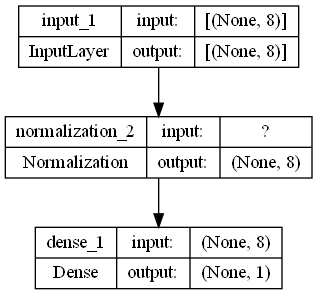 input_1 input: [(None, 8)]
InputLayer output: [(None, 8)]
normalization_2 input: ?
Normalization output: (None, 8)
dense_1 input: (None, 8)
Dense output: (None, 1)